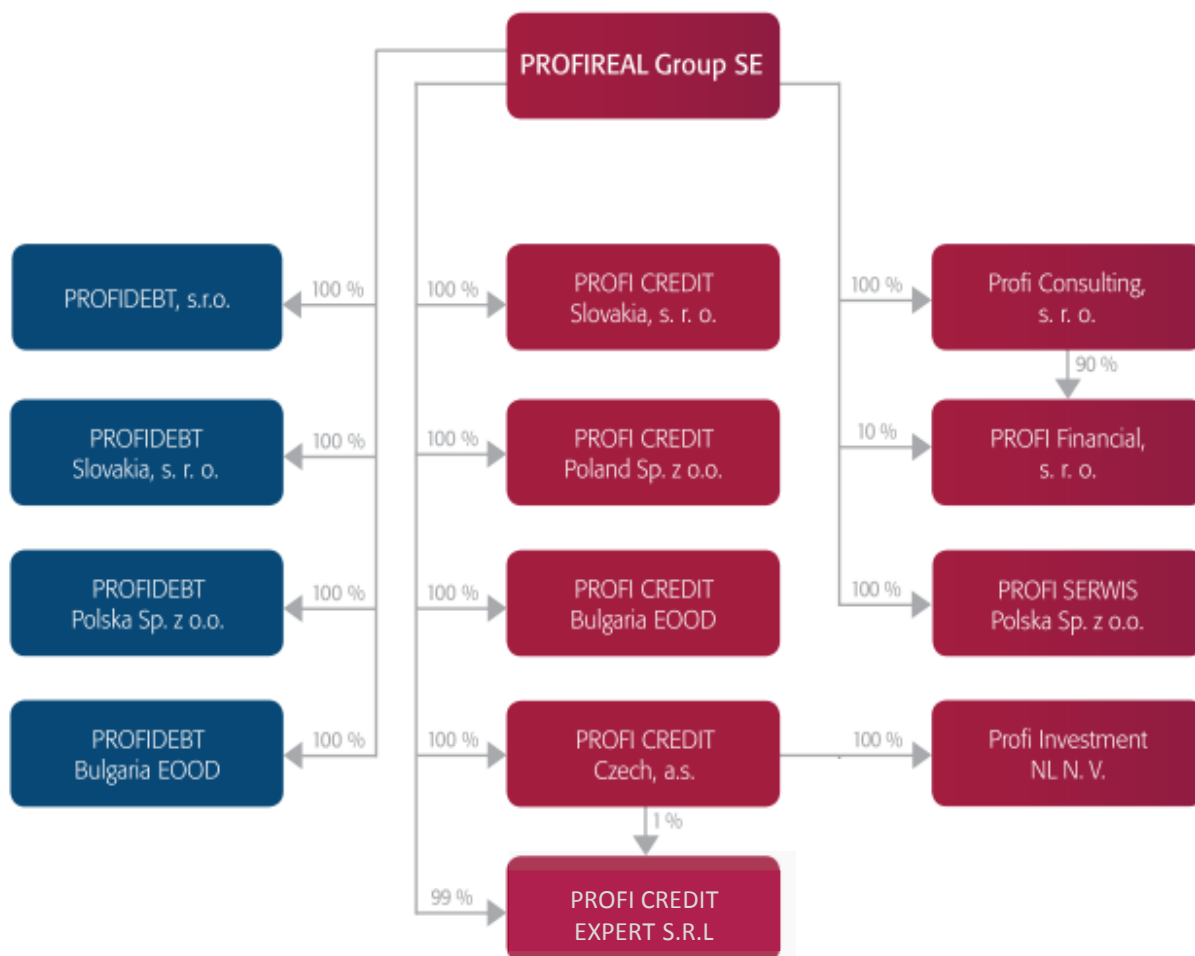 PROFIREAL Group SE
PROFIDEBT, s.r.o.
100 %
100 %
PROFI CREDIT
Slovakia, s. r. o.
100 %
Profi Consulting,
s. r. o.
90 %
PROFIDEBT
Slovakia, s. r. o.
100 %
100 %
PROFI CREDIT
Poland Sp. z o.o.
10 %
PROFI Financial,
s. r. o.
PROFIDEBT
Polska Sp. z o.o.
100 %
100 %
PROFI CREDIT
Bulgaria EOOD
100 %
PROFI SERWIS
Polska Sp. z o.o.
PROFIDEBT
Bulgaria EOOD
100 %
100 %
PROFI CREDIT
Czech, a.s.
100 %
Profi Investment
NL N. V.
1 %
99 %
PROFI CREDIT
EXPERT S.R.L